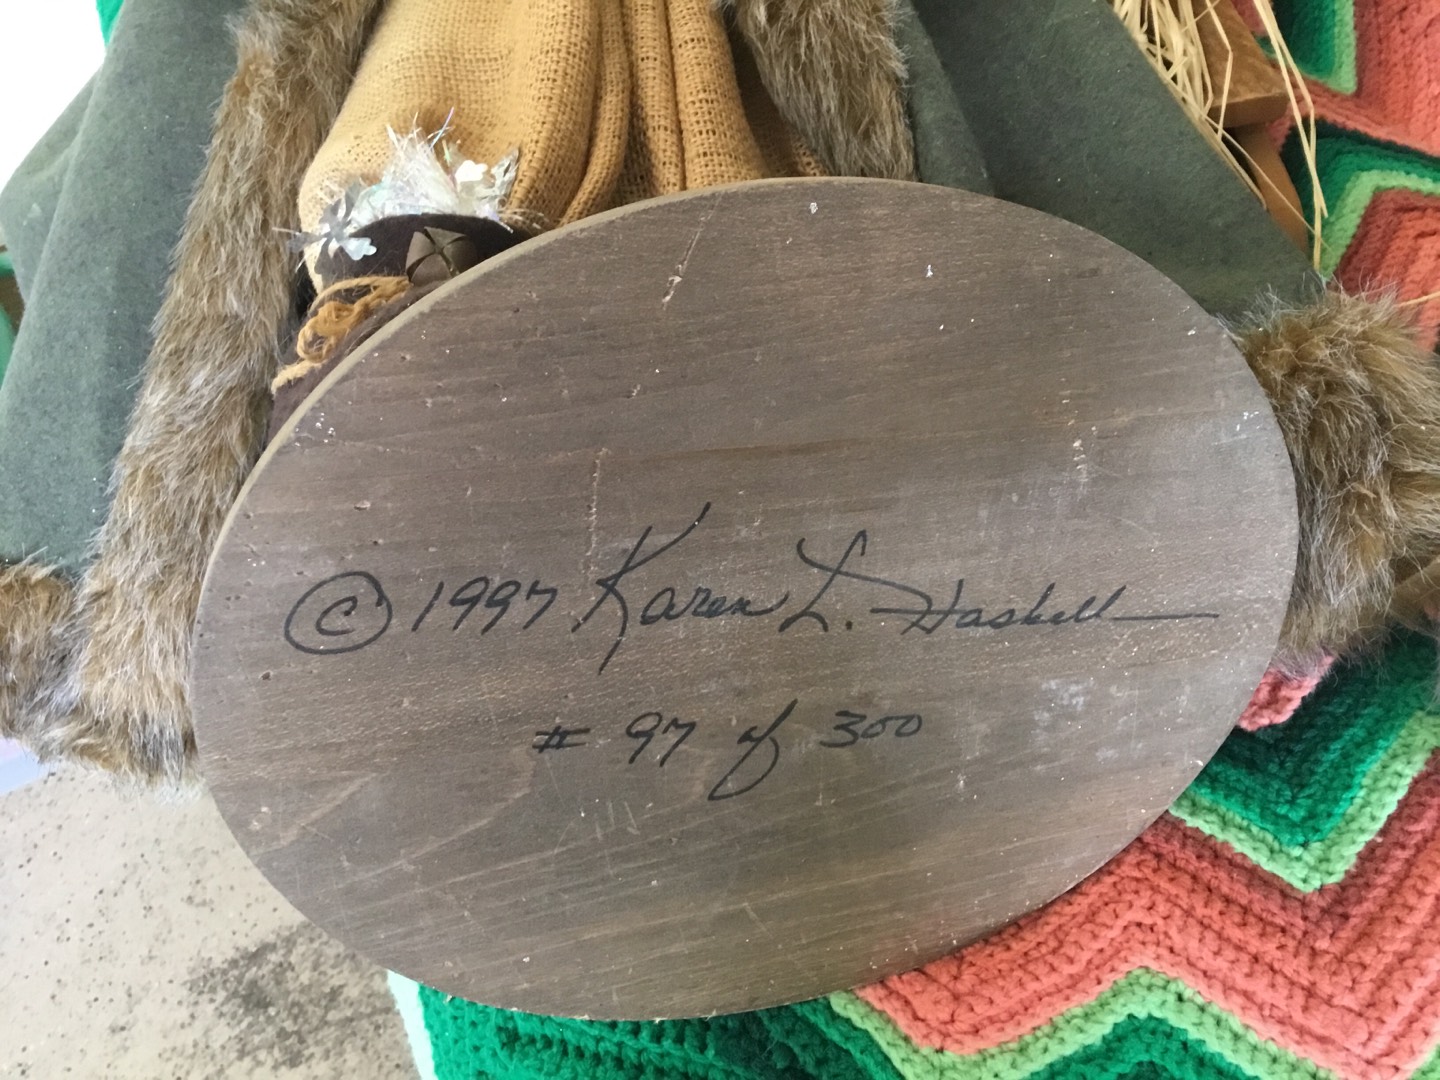 © 1997 Karen L. Haskell
# 97 of 300